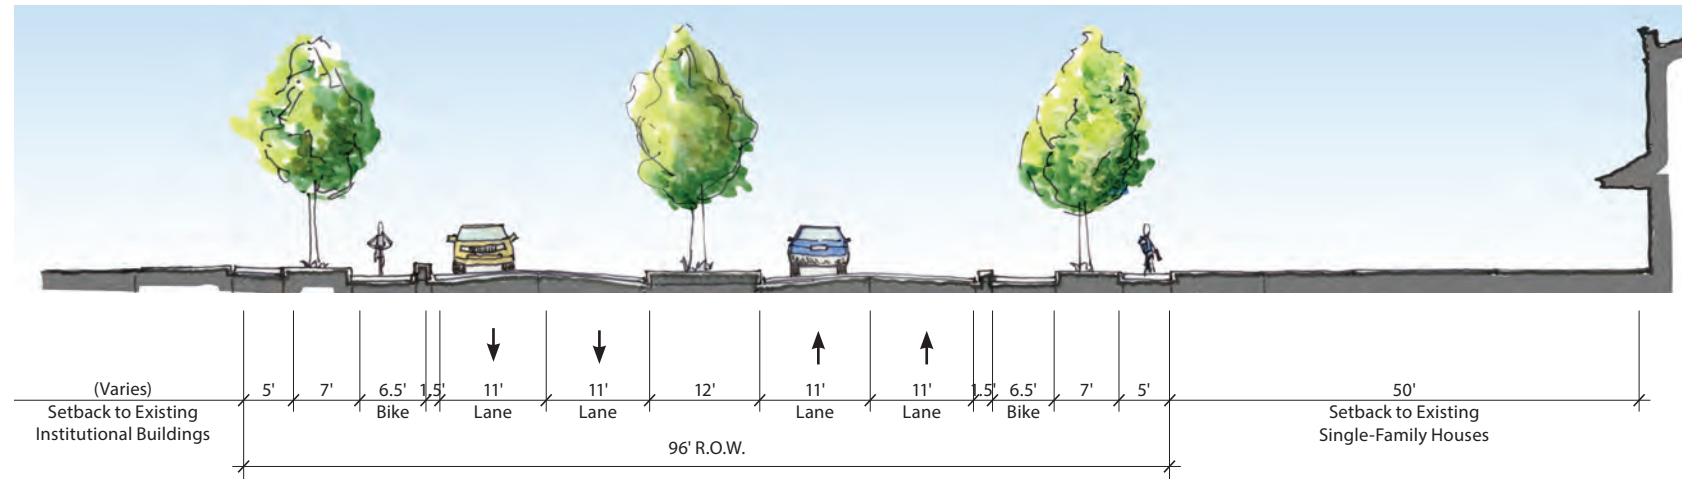 (Varies) 5' 7' 6.5' 1.5' 11' 11' 12' 11' 11' 1.5' 6.5' 7' 5' 50'
Setback to Existing Bike Lane Lane Lane Lane Bike Setback to Existing
Institutional Buildings Single-Family Houses
96' R.O.W.